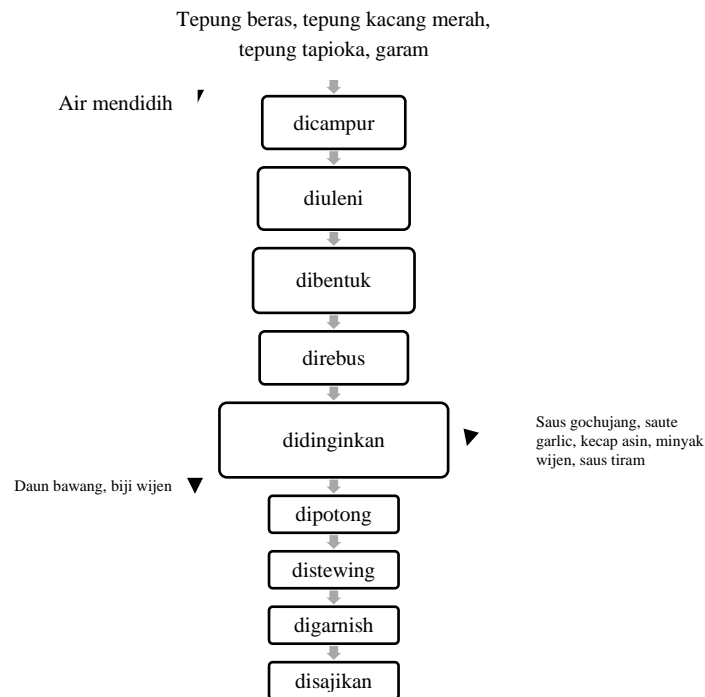 Tepung beras, tepung kacang merah,
tepung tapioka, garam
Air mendidih
dicampur
diuleni
dibentuk
direbus
didinginkan
Saus gochujang, saute
garlic, kecap asin, minyak
wijen, saus tiram
Daun bawang, biji wijen
dipotong
distewing
digarnish
disajikan